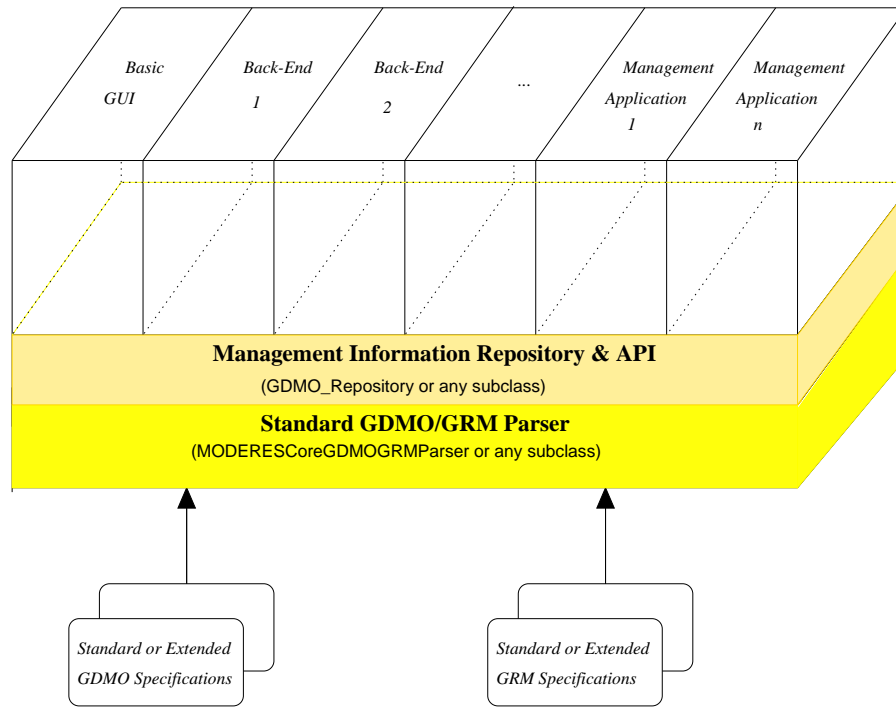 Basic
GUI
Back-End
1
Back-End
2
...
Management
Application
1
Management
Application
n
Management Information Repository & API
(GDMO_Repository or any subclass)
Standard GDMO/GRM Parser
(MODERESCoreGDMOGRMParser or any subclass)
Standard or Extended
GDMO Specifications
Standard or Extended
GRM Specifications